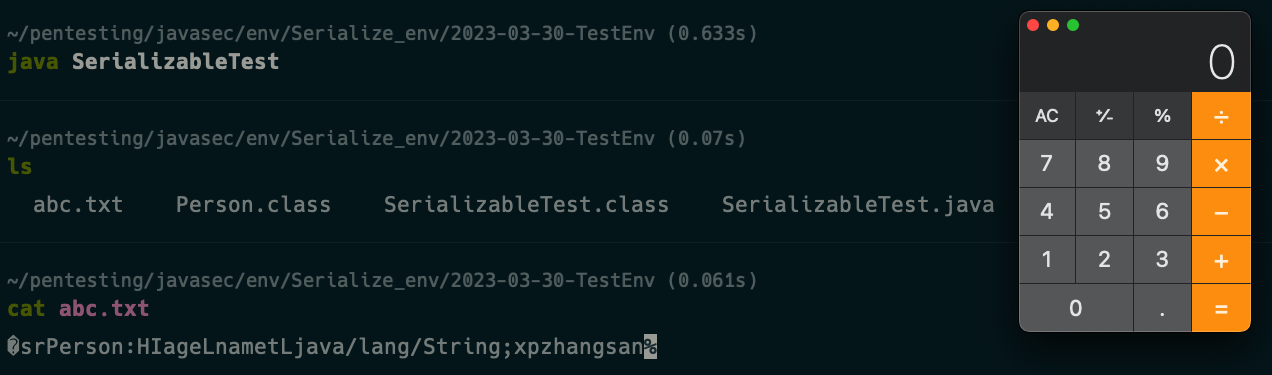 ~/pentesting/javasec/env/Serialize_env/2023-03-30-TestEnv (0.633s)
java SerializableTest
~/pentesting/javasec/env/Serialize_env/2023-03-30-TestEnv (0.07s)
ls
abc.txt Person.class SerializableTest.class SerializableTest.java
~/pentesting/javasec/env/Serialize_env/2023-03-30-TestEnv (0.061s)
cat abc.txt
�srPerson:HIageLnametLjava/lang/String;xpzhangsan%
0
AC +/- % ÷
7 8 9 ×
4 5 6 −
1 2 3 +
0 . =